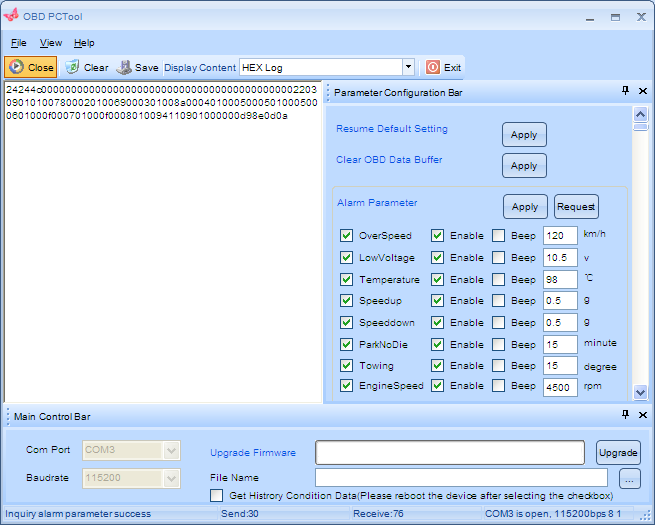 OBD PCTool
File View Help
Close Clear Save Display Content HEX Log Exit
Parameter Configuration Bar
Resume Default Setting Apply
Clear OBD Data Buffer Apply
Alarm Parameter Apply Request
OverSpeed Enable Beep 120 km/h
LowVoltage Enable Beep 10.5 v
Temperature Enable Beep 98 ℃
Speedup Enable Beep 0.5 g
Speeddown Enable Beep 0.5 g
ParkNoDie Enable Beep 15 minute
Towing Enable Beep 15 degree
EngineSpeed Enable Beep 4500 rpm
Main Control Bar
Com Port COM3 Upgrade Firmware Upgrade
Baudrate 115200 File Name ...
Get Histrory Condition Data(Please reboot the device after selecting the checkbox)
Inquiry alarm parameter success Send:30 Receive:76 COM3 is open, 115200bps 8 1